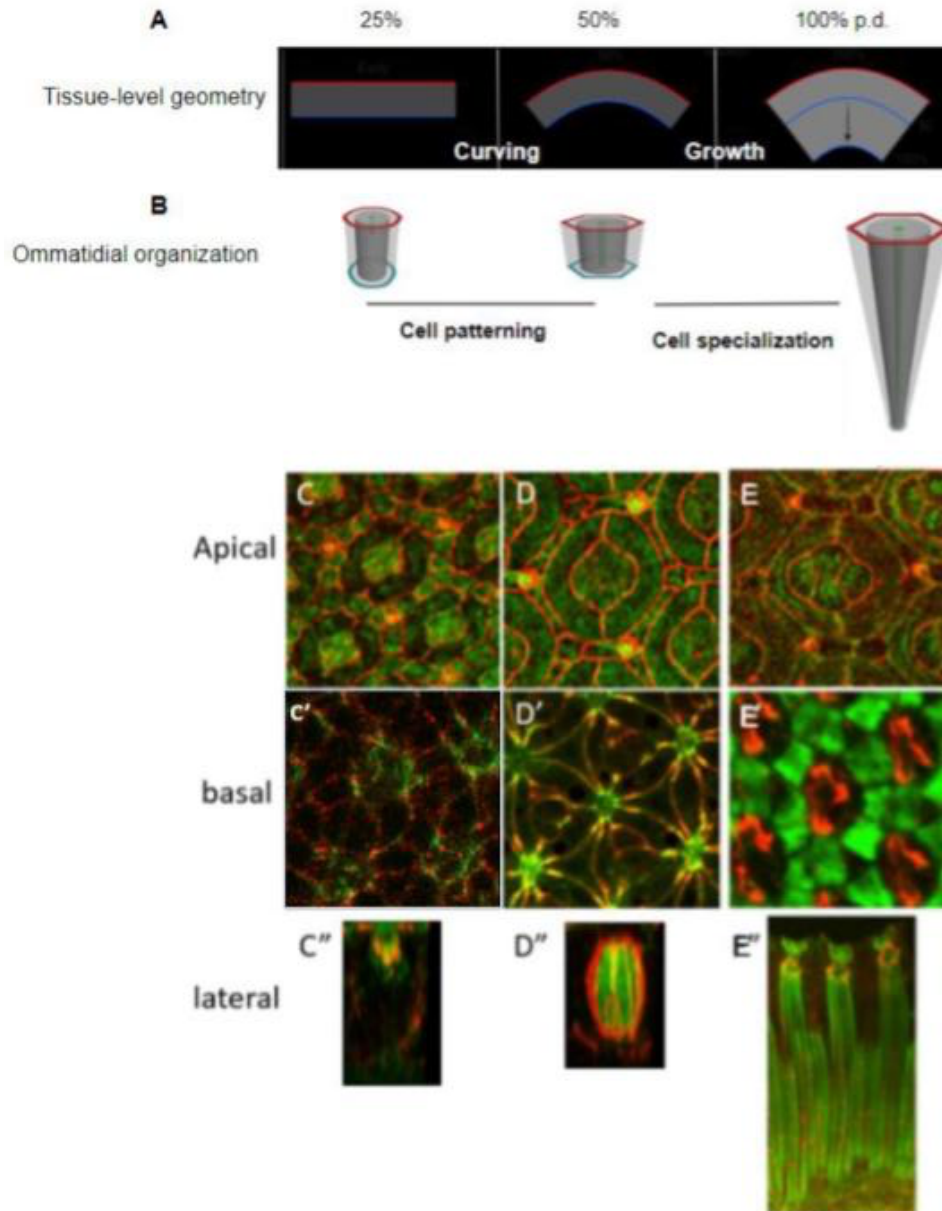 A 25% 50% 100% p.d.
Tissue-level geometry
Curving Growth
B
Ommatidial organization
Cell patterning
Cell specialization
C D E
Apical
c' D' E'
basal
C" D" E"
lateral